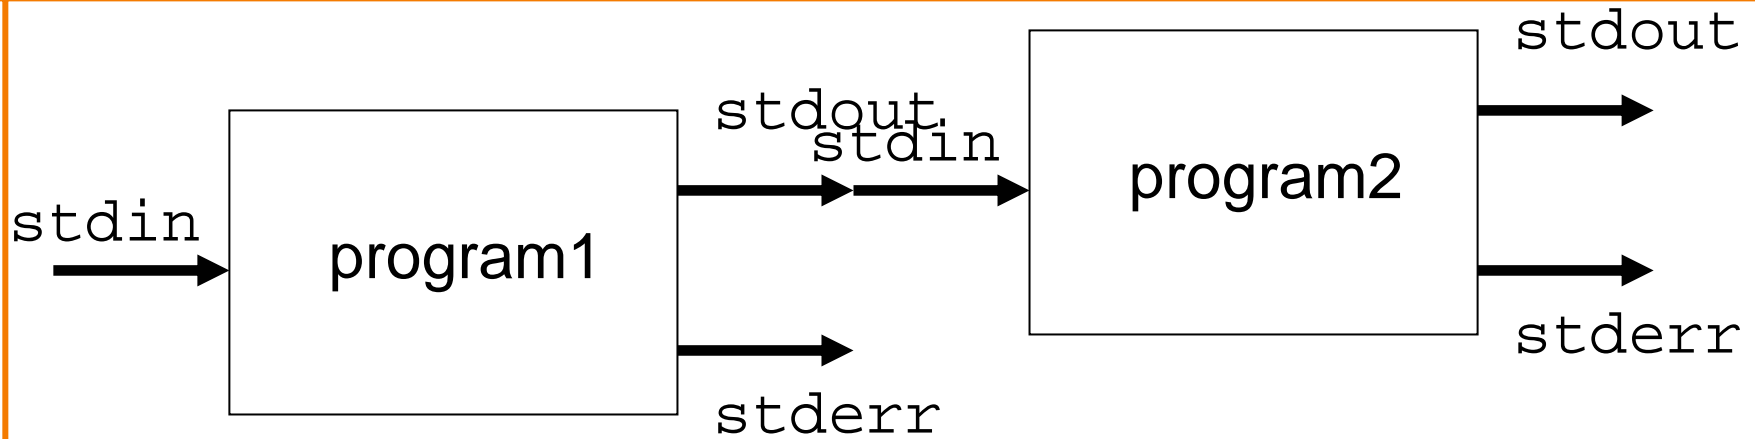 stdin
program1
stdout
stdin
stderr
program2
stdout
stderr